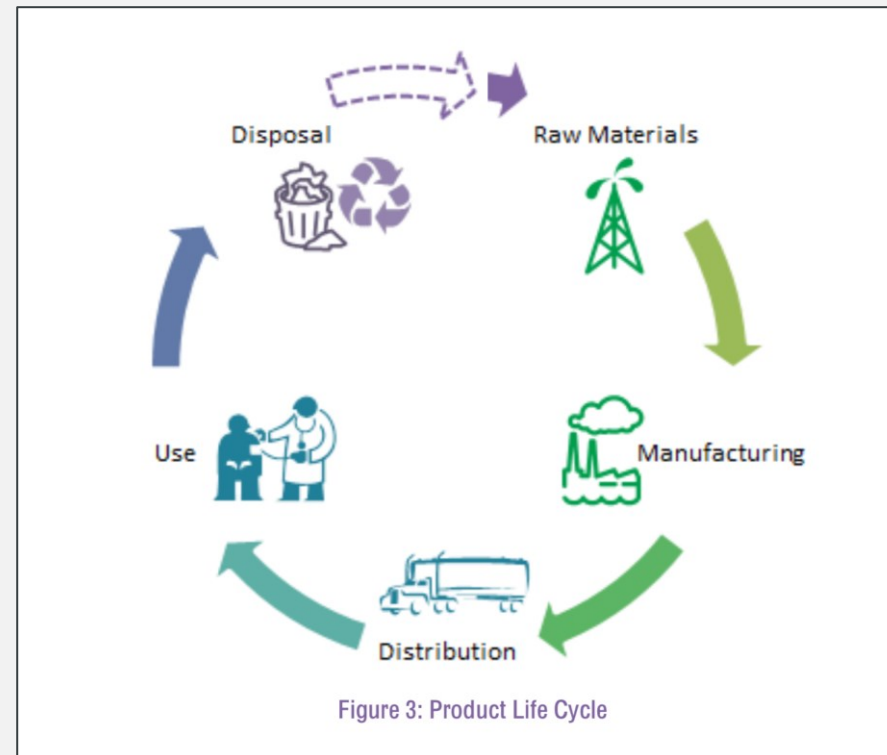 Disposal
Raw Materials
Use
Manufacturing
Distribution
Figure 3: Product Life Cycle